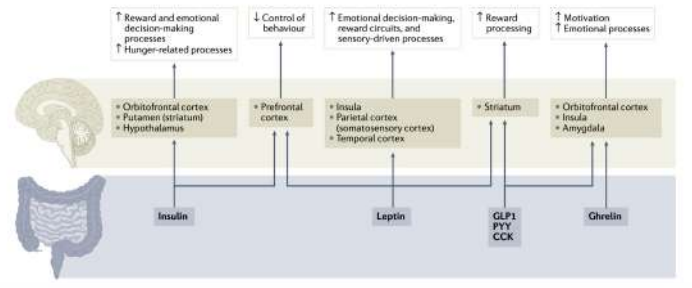 ↑ Reward and emotional
decision-making
processes
↑ Hunger-related processes
↓ Control of
behaviour
↑ Emotional decision-making,
reward circuits, and
sensory-driven processes
↑ Reward
processing
↑ Motivation
↑ Emotional processes
• Orbitofrontal cortex
• Putamen (striatum)
• Hypothalamus
• Prefrontal
cortex
• Insula
• Parietal cortex
(somatosensory cortex)
• Temporal cortex
• Striatum
• Orbitofrontal cortex
• Insula
• Amygdala
Insulin
Leptin
GLP1
PYY
CCK
Ghrelin